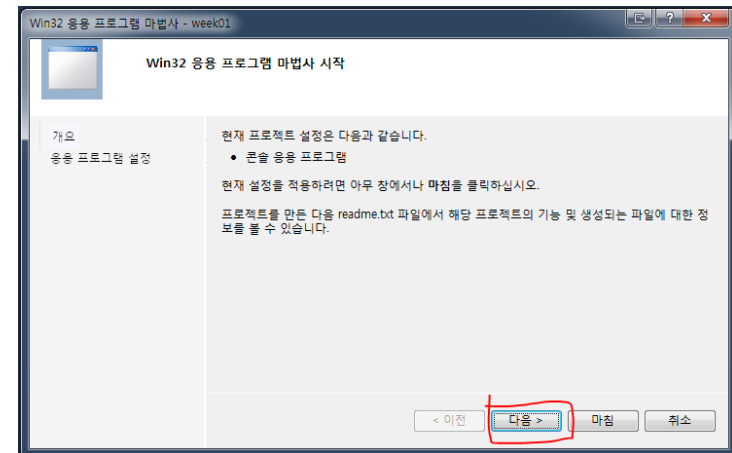 Win32 응용 프로그램 마법사 - week01
Win32 응용 프로그램 마법사 시작
개요
응용 프로그램 설정
현재 프로젝트 설정은 다음과 같습니다.
• 콘솔 응용 프로그램
현재 설정을 적용하려면 아무 창에서나 마침을 클릭하십시오.
프로젝트를 만든 다음 readme.txt 파일에서 해당 프로젝트의 기능 및 생성되는 파일에 대한 정
보를 볼 수 있습니다.
< 이전 다음 > 마침 취소